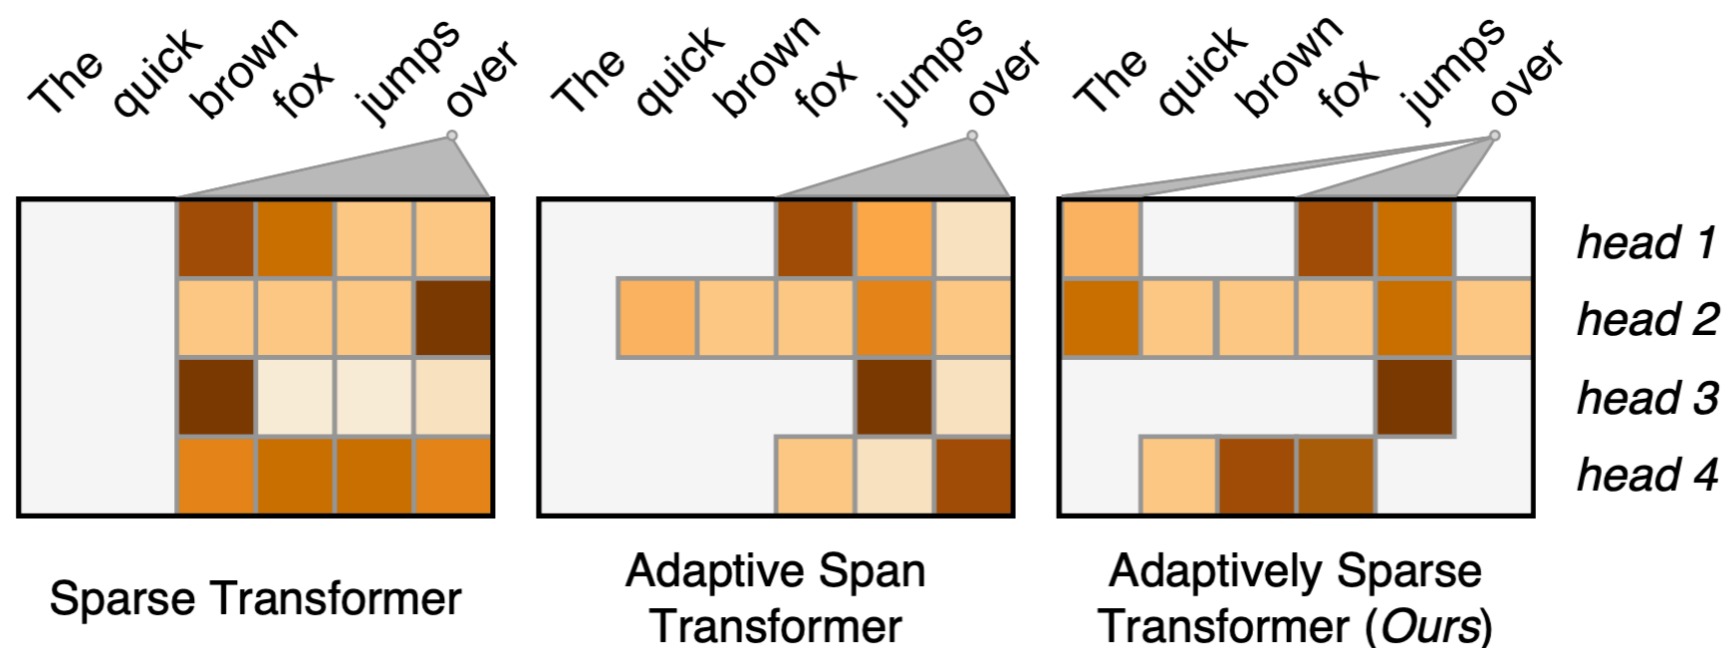 The quick brown fox jumps over
The quick brown fox jumps over
The quick brown fox jumps over
head 1
head 2
head 3
head 4
Sparse Transformer
Adaptive Span
Transformer
Adaptively Sparse
Transformer (Ours)